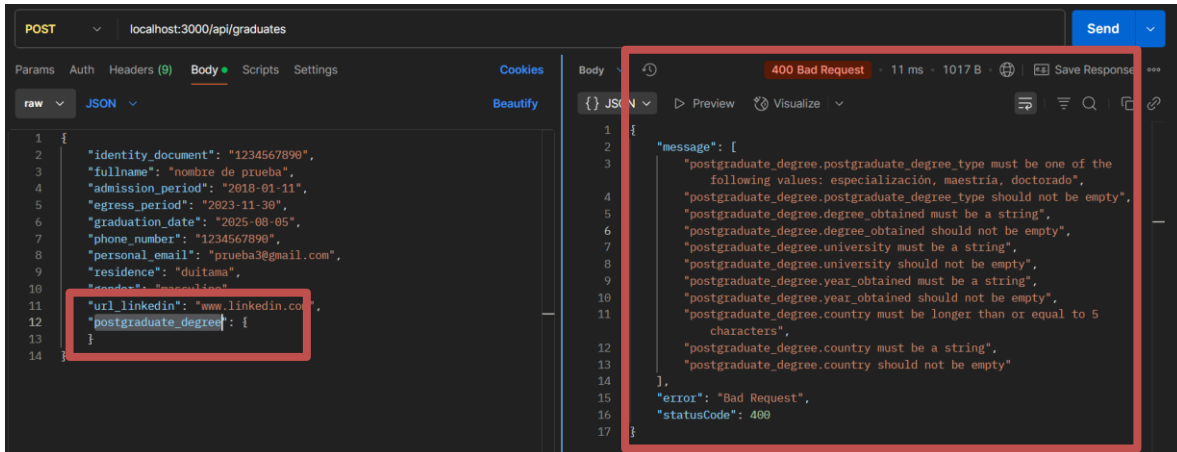 POST localhost:3000/api/graduates Send
Params Auth Headers (9) Body Scripts Settings Cookies
raw JSON Beautify
1 {
2 "identity_document": "1234567890",
3 "fullname": "nombre de prueba",
4 "admission_period": "2018-01-11",
5 "egress_period": "2023-11-30",
6 "graduation_date": "2025-08-05",
7 "phone_number": "1234567890",
8 "personal_email": "prueba3@gmail.com",
9 "residence": "duitama",
10 "gender": "masculino",
11 "url_linkedin": "www.linkedin.com",
12 "postgraduate_degree": {
13 }
14 }
Body 400 Bad Request 11 ms 1017 B Save Response
{} JSON Preview Visualize
1 {
2 "message": [
3 "postgraduate_degree.postgraduate_degree_type must be one of the
following values: especialización, maestría, doctorado",
4 "postgraduate_degree.postgraduate_degree_type should not be empty",
5 "postgraduate_degree.degree_obtained must be a string",
6 "postgraduate_degree.degree_obtained should not be empty",
7 "postgraduate_degree.university must be a string",
8 "postgraduate_degree.university should not be empty",
9 "postgraduate_degree.year_obtained must be a string",
10 "postgraduate_degree.year_obtained should not be empty",
11 "postgraduate_degree.country must be longer than or equal to 5
characters",
12 "postgraduate_degree.country must be a string",
13 "postgraduate_degree.country should not be empty"
14 ],
15 "error": "Bad Request",
16 "statusCode": 400
17 }